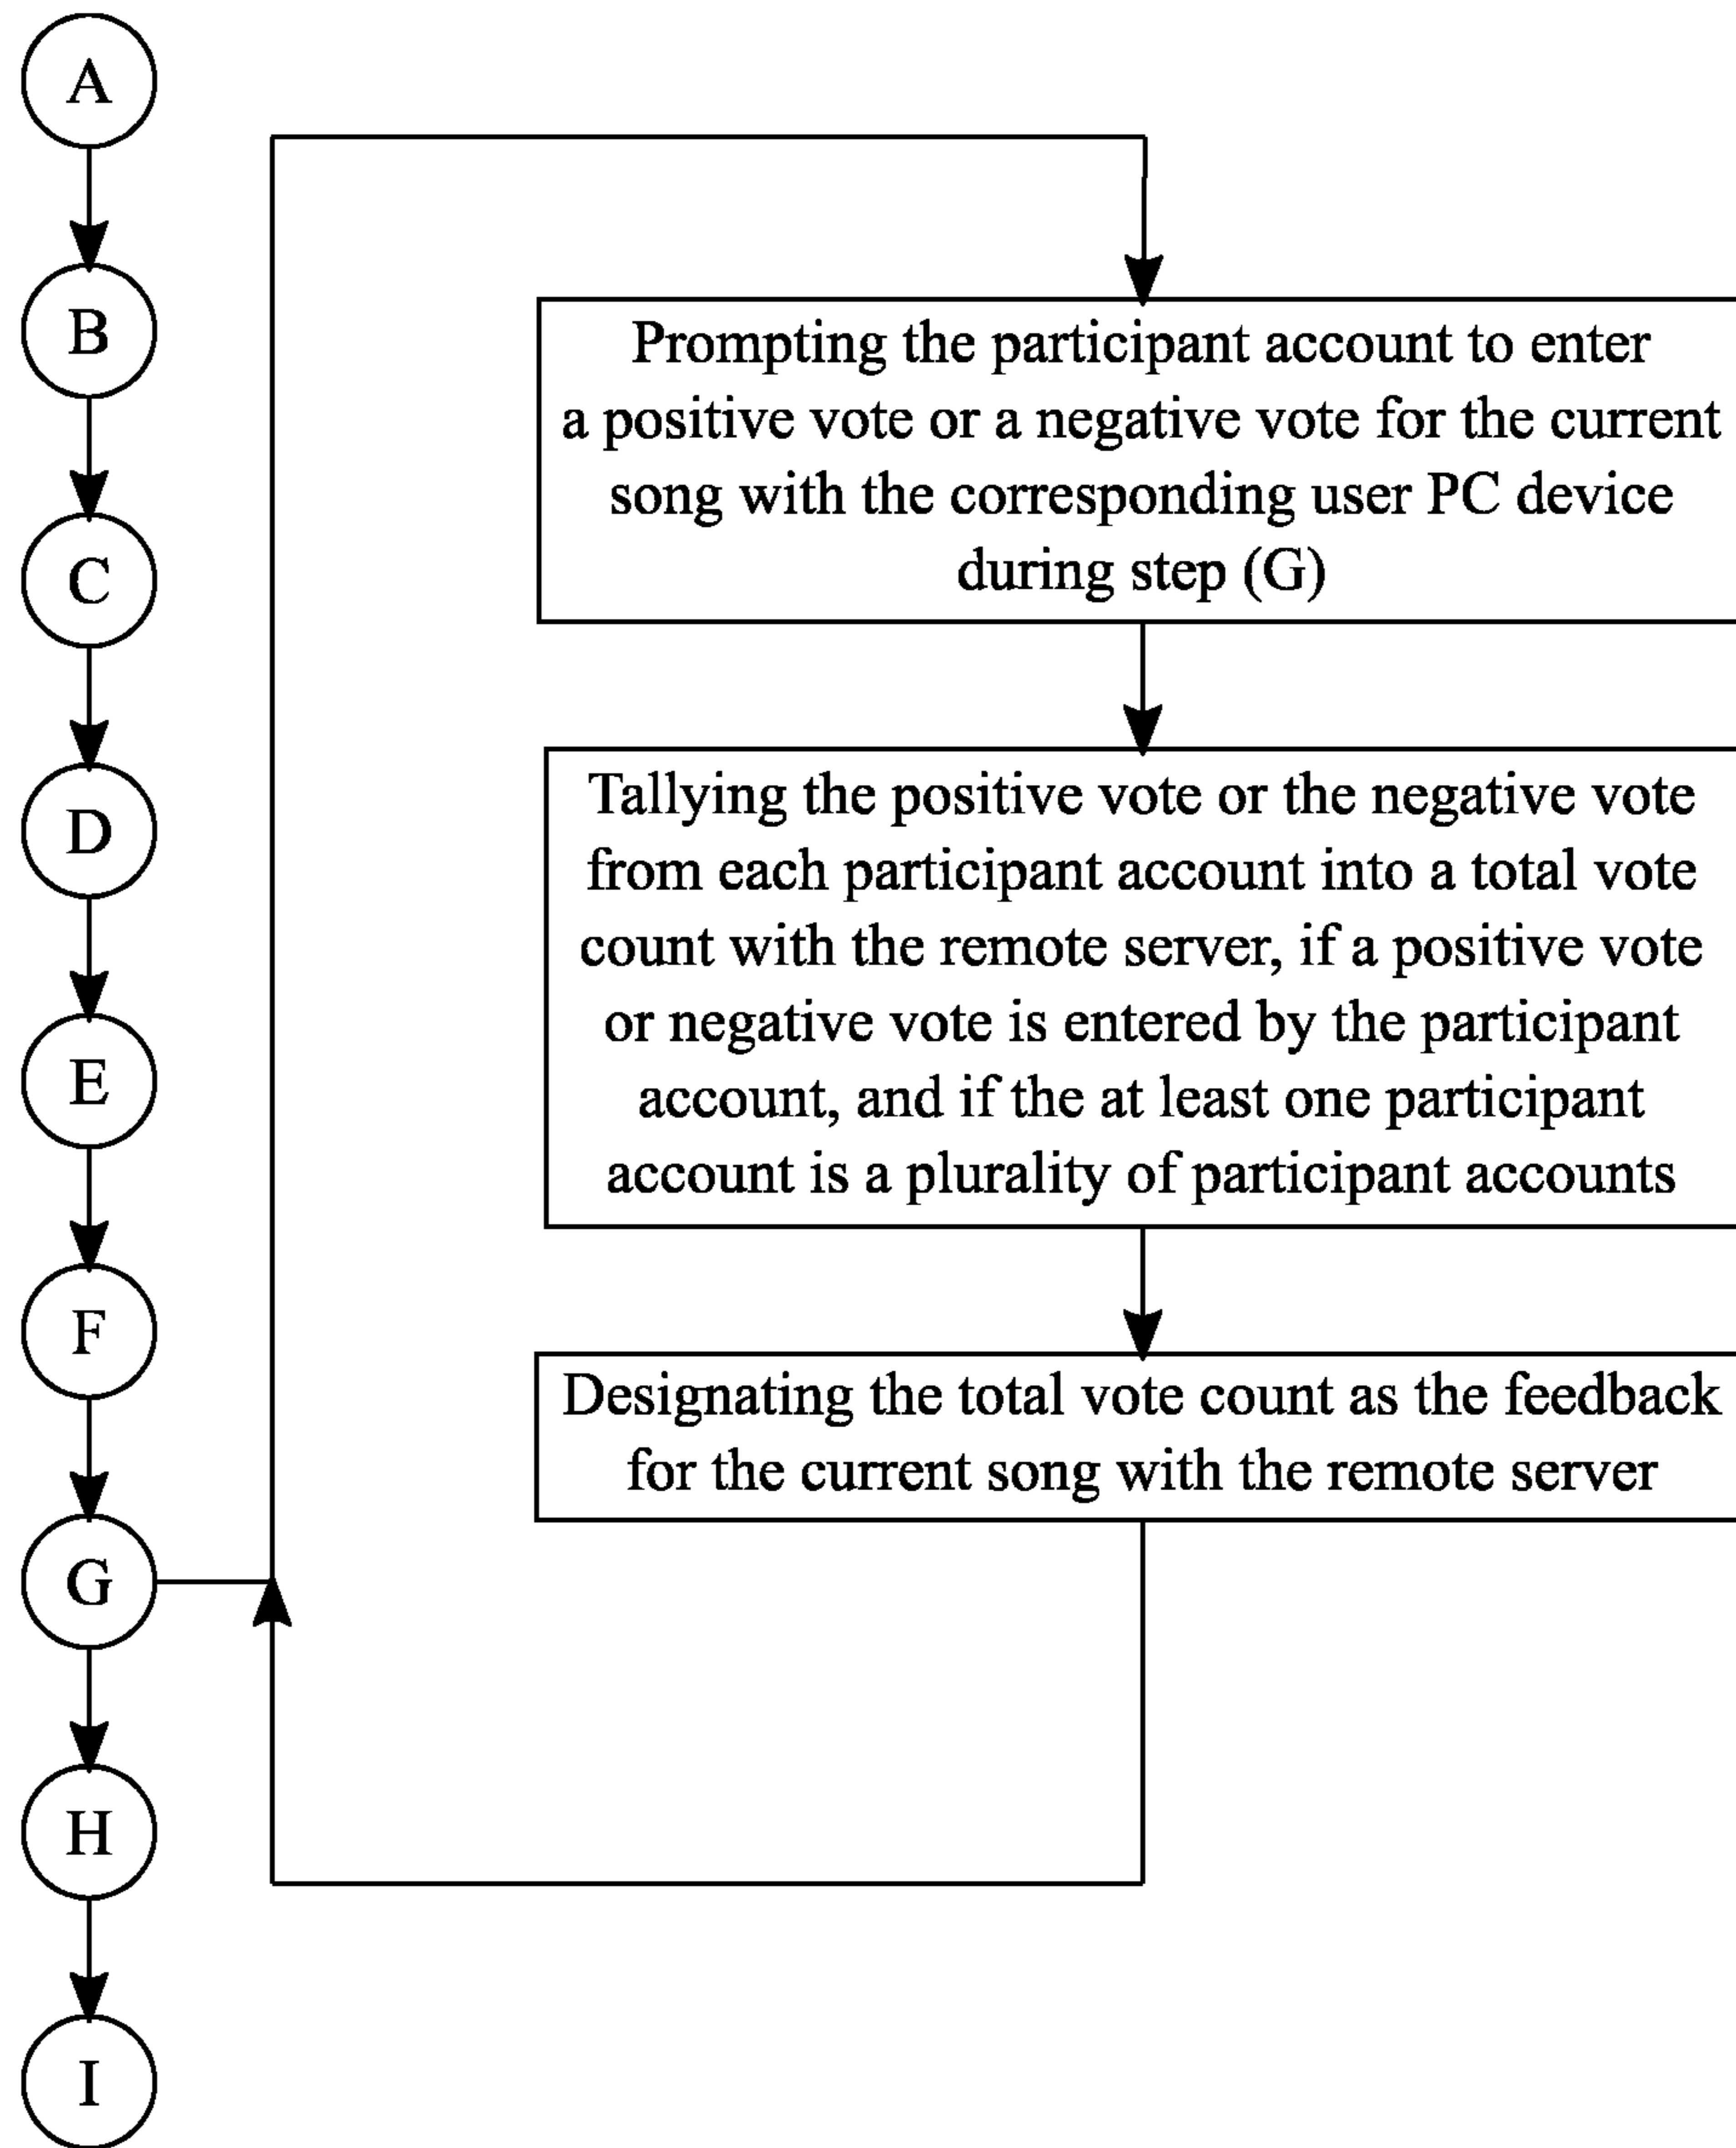 A
B
C
D
E
F
G
H
I
Prompting the participant account to enter
a positive vote or a negative vote for the current
song with the corresponding user PC device
during step (G)
Tallying the positive vote or the negative vote
from each participant account into a total vote
count with the remote server, if a positive vote
or negative vote is entered by the participant
account, and if the at least one participant
account is a plurality of participant accounts
Designating the total vote count as the feedback
for the current song with the remote server